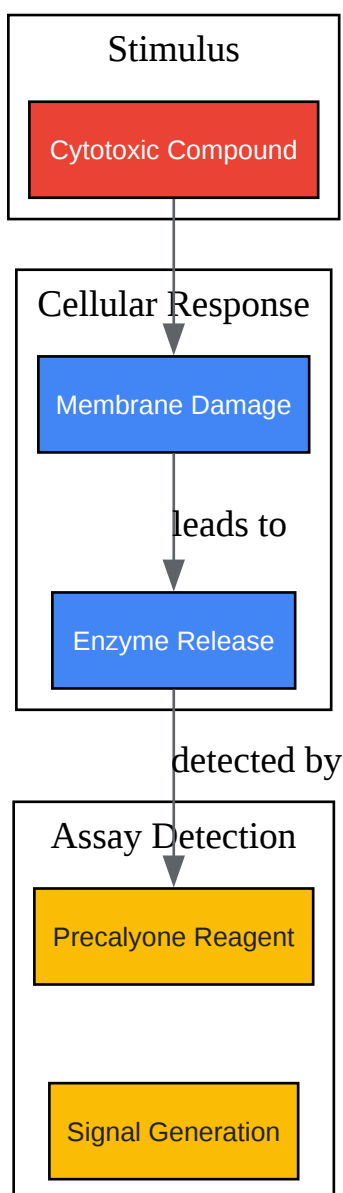 Stimulus
Cytotoxic Compound
Cellular Response
Membrane Damage
leads to
Enzyme Release
detected by
Assay Detection
Precalyone Reagent
Signal Generation